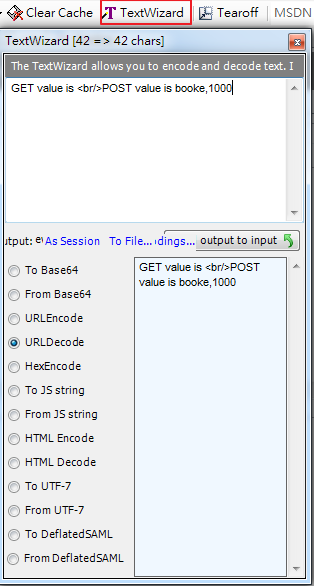 Clear Cache TextWizard Tearoff MSDN
TextWizard [42 => 42 chars]
The TextWizard allows you to encode and decode text. I
GET value is <br/>POST value is booke,1000
utput: e As Session To File... dings... output to input
To Base64
From Base64
URLEncode
URLDecode
HexEncode
To JS string
From JS string
HTML Encode
HTML Decode
To UTF-7
From UTF-7
To DeflatedSAML
From DeflatedSAML
GET value is <br/>POST
value is booke,1000